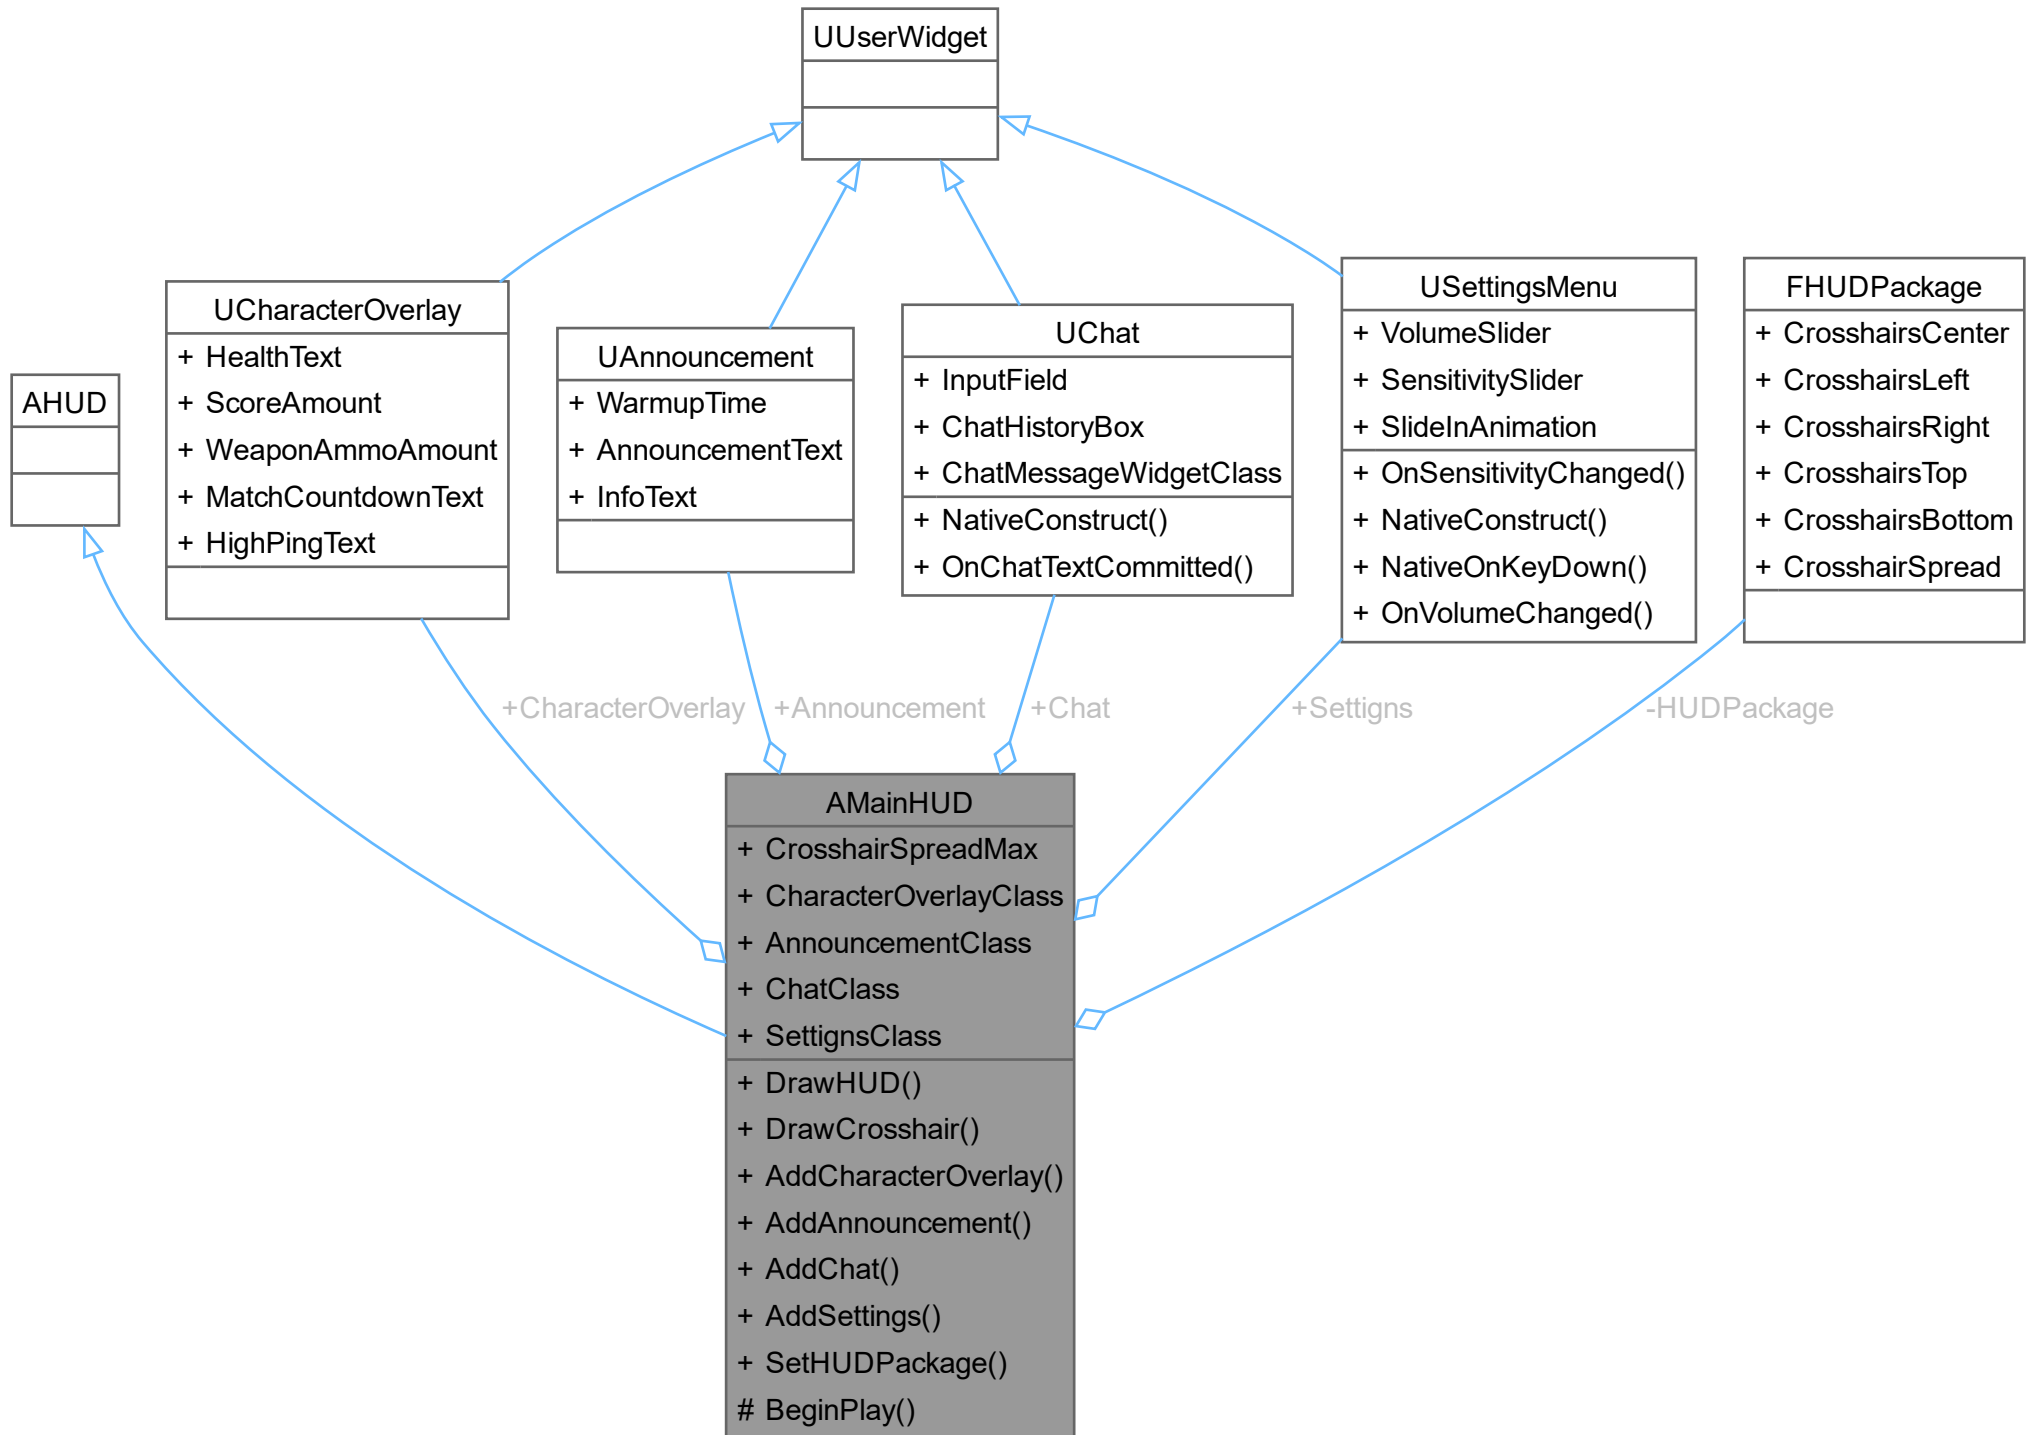 UUserWidget
UCharacterOverlay
+ HealthText
+ ScoreAmount
+ WeaponAmmoAmount
+ MatchCountdownText
+ HighPingText
UAnnouncement
+ WarmupTime
+ AnnouncementText
+ InfoText
UChat
+ InputField
+ ChatHistoryBox
+ ChatMessageWidgetClass
+ NativeConstruct()
+ OnChatTextCommitted()
USettingsMenu
+ VolumeSlider
+ SensitivitySlider
+ SlideInAnimation
+ OnSensitivityChanged()
+ NativeConstruct()
+ NativeOnKeyDown()
+ OnVolumeChanged()
FHUDPackage
+ CrosshairsCenter
+ CrosshairsLeft
+ CrosshairsRight
+ CrosshairsTop
+ CrosshairsBottom
+ CrosshairSpread
AHUD
+CharacterOverlay
+Announcement
+Chat
+Settigns
-HUDPackage
AMainHUD
+ CrosshairSpreadMax
+ CharacterOverlayClass
+ AnnouncementClass
+ ChatClass
+ SettignsClass
+ DrawHUD()
+ DrawCrosshair()
+ AddCharacterOverlay()
+ AddAnnouncement()
+ AddChat()
+ AddSettings()
+ SetHUDPackage()
# BeginPlay()